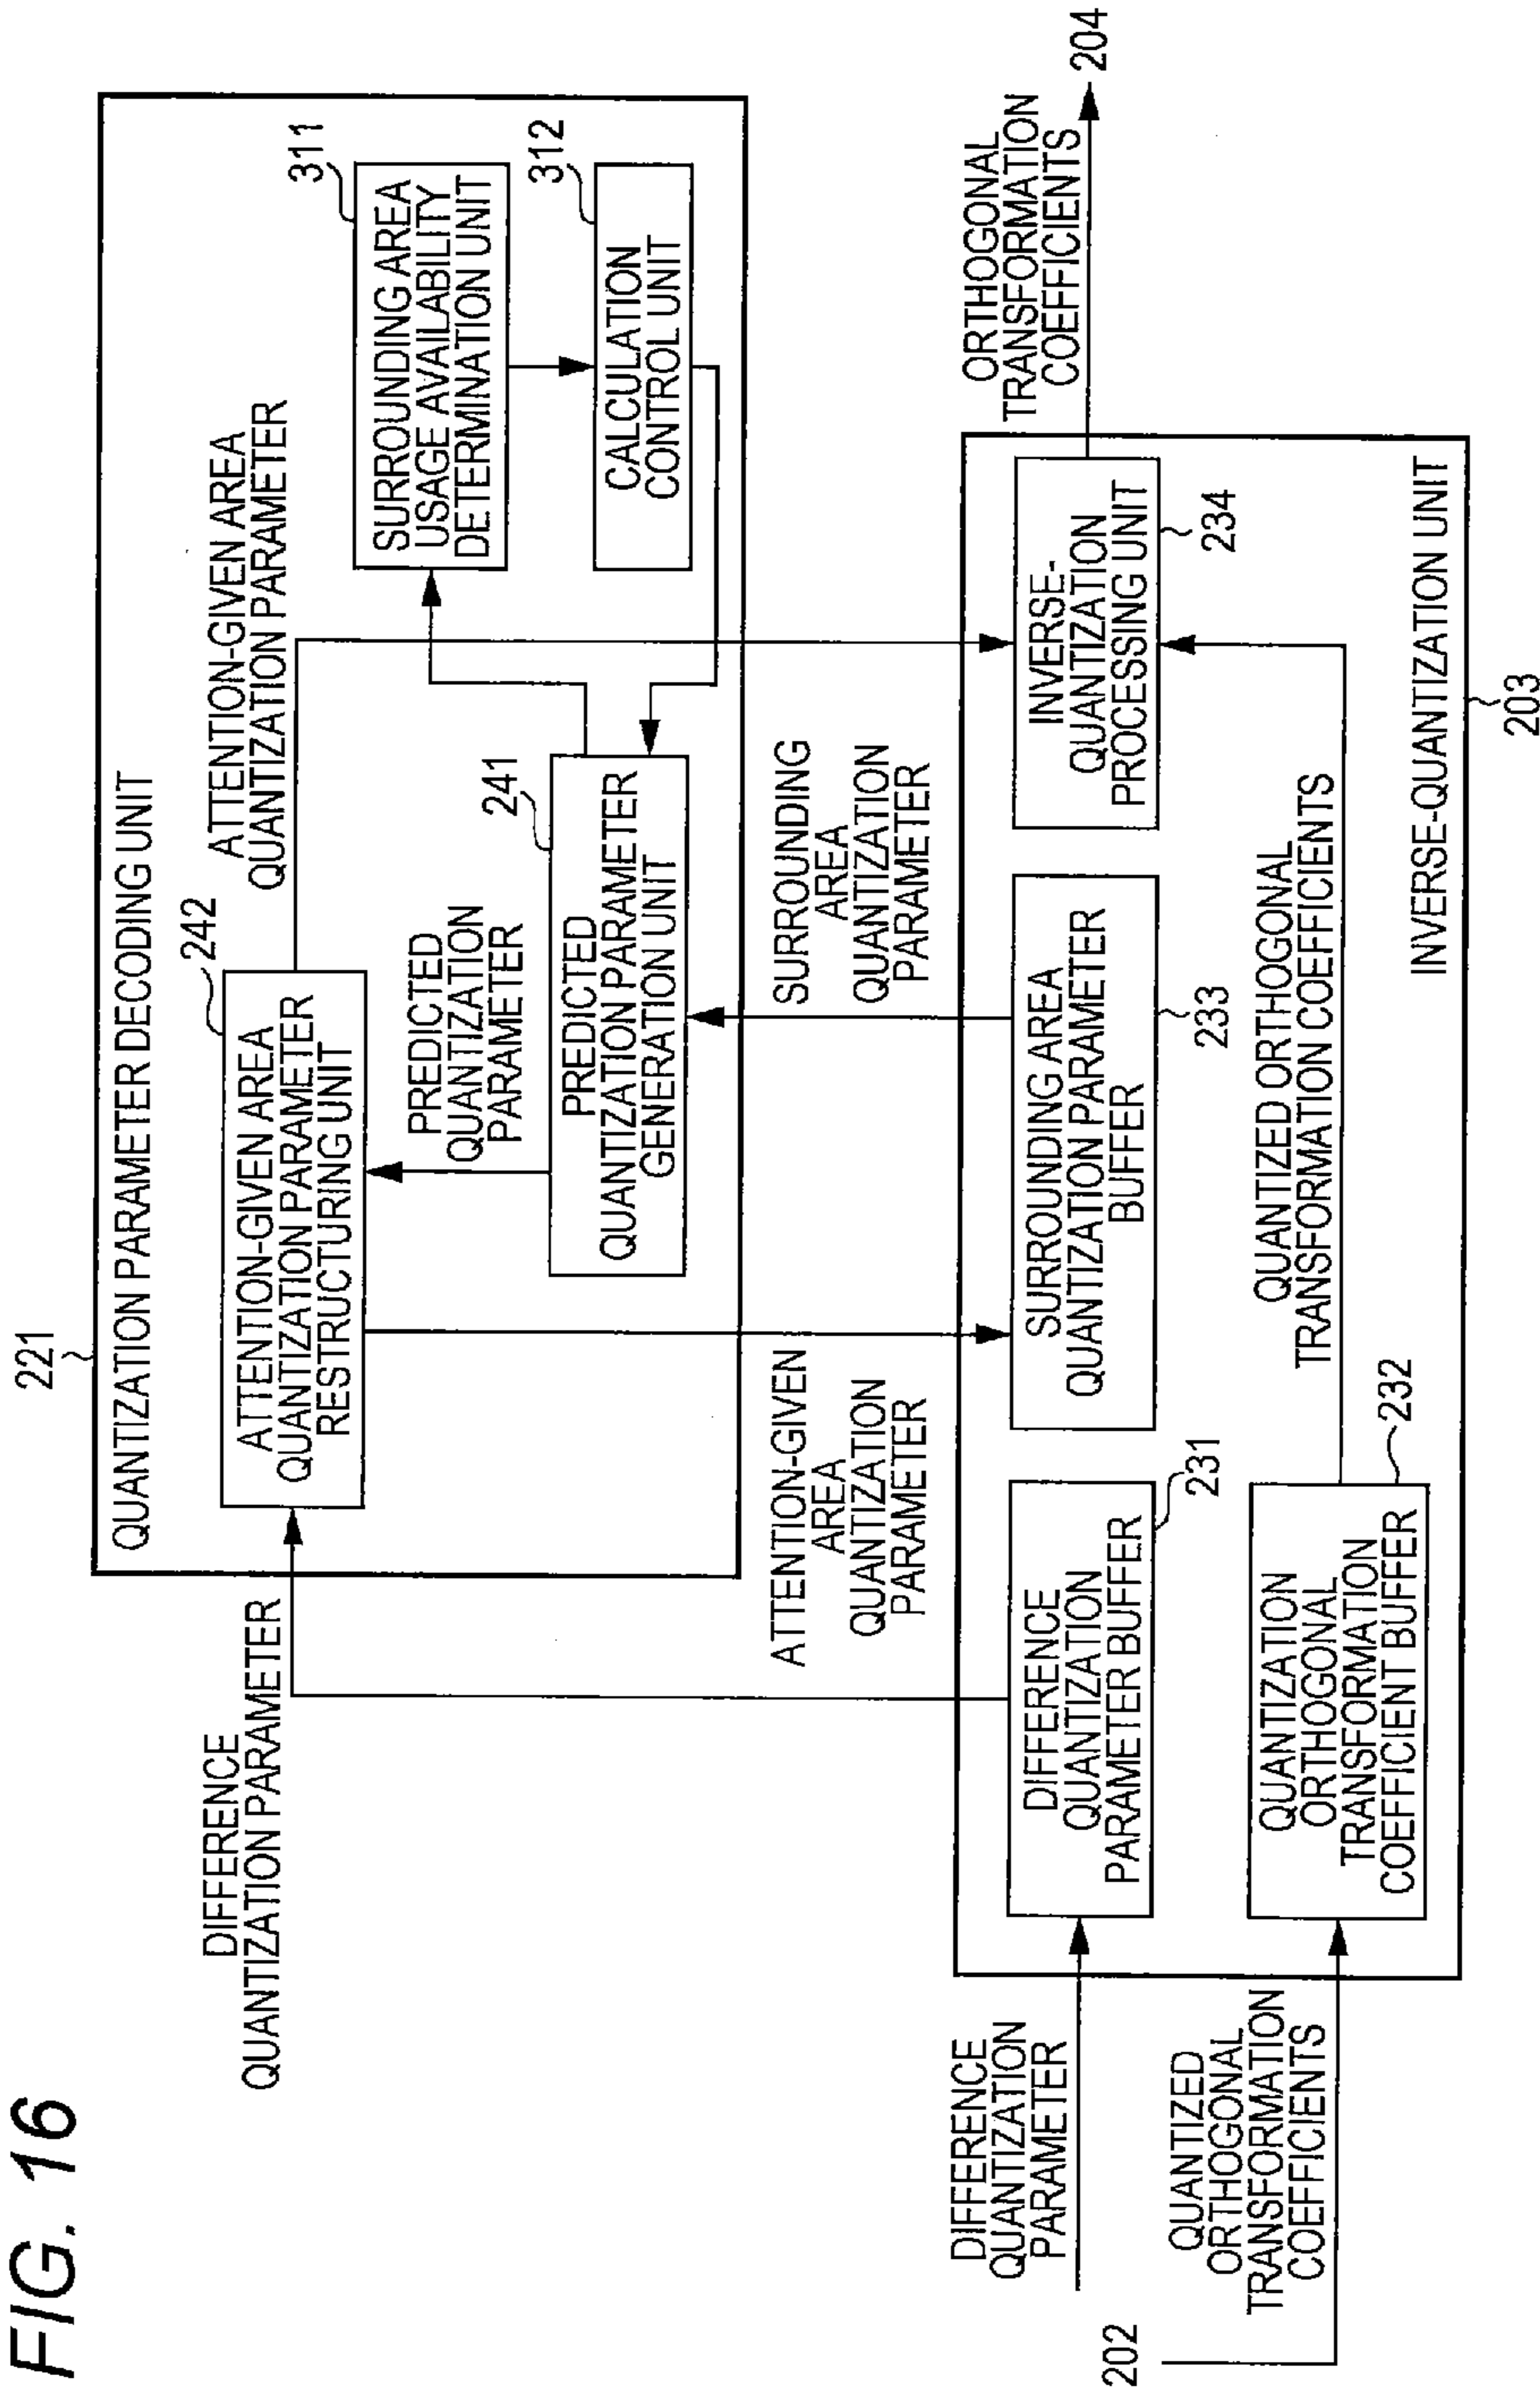 FIG. 16
221
QUANTIZATION PARAMETER DECODING UNIT
DIFFERENCE
QUANTIZATION PARAMETER
242
ATTENTION-GIVEN AREA
QUANTIZATION PARAMETER
RESTRUCTURING UNIT
ATTENTION-GIVEN AREA
QUANTIZATION PARAMETER
PREDICTED
QUANTIZATION
PARAMETER
241
PREDICTED
QUANTIZATION PARAMETER
GENERATION UNIT
311
SURROUNDING AREA
USAGE AVAILABILITY
DETERMINATION UNIT
312
CALCULATION
CONTROL UNIT
ATTENTION-GIVEN
AREA
QUANTIZATION
PARAMETER
SURROUNDING
AREA
QUANTIZATION
PARAMETER
DIFFERENCE
QUANTIZATION
PARAMETER
DIFFERENCE
QUANTIZATION
PARAMETER BUFFER
231
SURROUNDING AREA
QUANTIZATION PARAMETER
BUFFER
233
INVERSE-
QUANTIZATION
PROCESSING UNIT
234
ORTHOGONAL
TRANSFORMATION
COEFFICIENTS
204
202
QUANTIZED
ORTHOGONAL
TRANSFORMATION
COEFFICIENTS
QUANTIZATION
ORTHOGONAL
TRANSFORMATION
COEFFICIENT BUFFER
232
QUANTIZED ORTHOGONAL
TRANSFORMATION COEFFICIENTS
INVERSE-QUANTIZATION UNIT
203